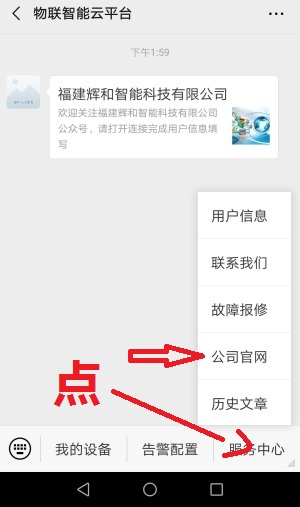 物联智能云平台
下午1:59
福建辉和智能科技有限公司
欢迎关注福建辉和智能科技有限公司
公众号，请打开连接完成用户信息填
写
用户信息
联系我们
故障报修
公司官网
历史文章
点
我的设备
告警配置
服务中心